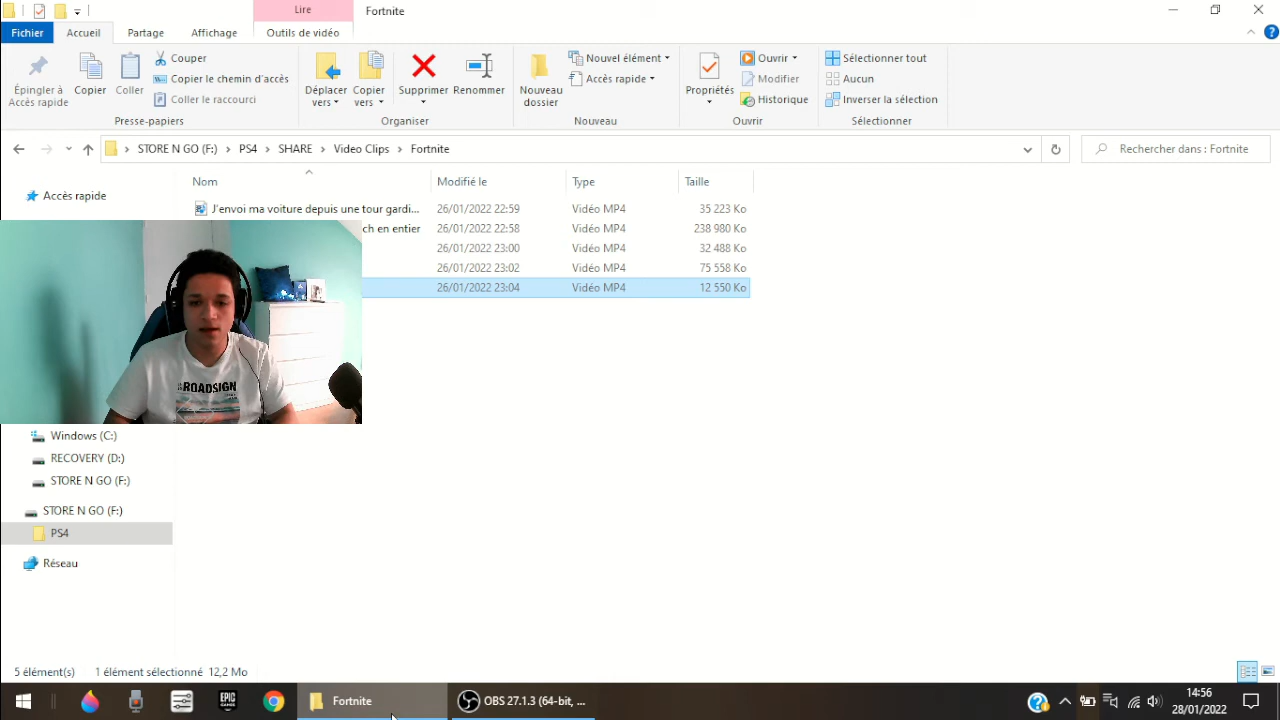 Lire
Fortnite
Fichier
Accueil
Partage
Affichage
Outils de vidéo
Épingler à
Accès rapide
Copier
Coller
Couper
Copier le chemin d'accès
Coller le raccourci
Presse-papiers
Déplacer
vers
Copier
vers
Supprimer
Renommer
Organiser
Nouveau
dossier
Nouvel élément
Accès rapide
Nouveau
Propriétés
Ouvrir
Modifier
Historique
Ouvrir
Sélectionner tout
Aucun
Inverser la sélection
Sélectionner
STORE N GO (F:) PS4 SHARE Video Clips Fortnite
Rechercher dans : Fortnite
Nom Modifié le Type Taille
Accès rapide
J'envoi ma voiture depuis une tour gardi... 26/01/2022 22:59 Vidéo MP4 35 223 Ko
ch en entier 26/01/2022 22:58 Vidéo MP4 238 980 Ko
26/01/2022 23:00 Vidéo MP4 32 488 Ko
26/01/2022 23:02 Vidéo MP4 75 558 Ko
26/01/2022 23:04 Vidéo MP4 12 550 Ko
ROADSIGN
Windows (C:)
RECOVERY (D:)
STORE N GO (F:)
STORE N GO (F:)
PS4
Réseau
5 élément(s) 1 élément sélectionné 12,2 Mo
EPIC
GAMES
Fortnite
OBS 27.1.3 (64-bit, ...
14:56
28/01/2022